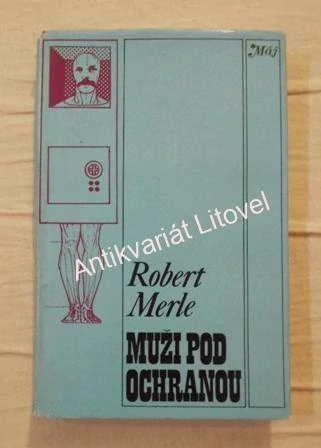 Máj
Antikvariát Litovel
Robert
Merle
MUŽI POD
OCHRANOU